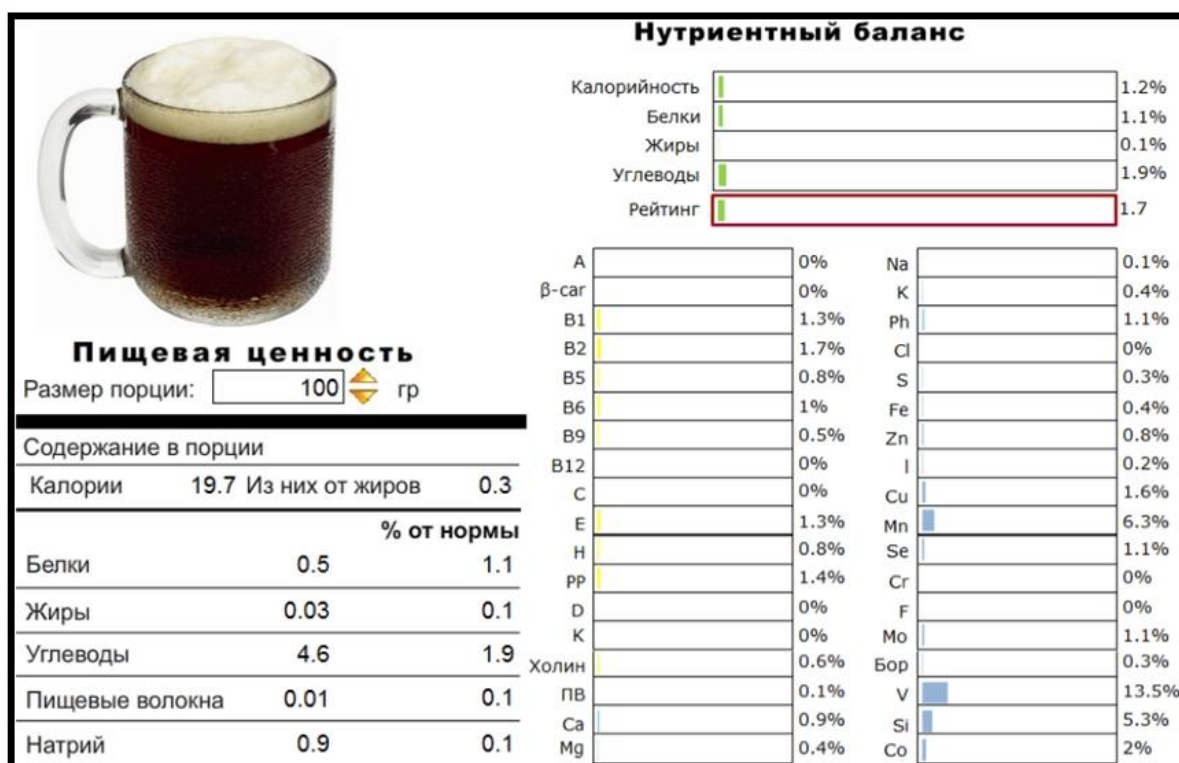 Нутриентный баланс
Калорийность 1.2%
Белки 1.1%
Жиры 0.1%
Углеводы 1.9%
Рейтинг 1.7
Пищевая ценность
Размер порции: 100 гр
Содержание в порции
Калории 19.7 Из них от жиров 0.3
% от нормы
Белки 0.5 1.1
Жиры 0.03 0.1
Углеводы 4.6 1.9
Пищевые волокна 0.01 0.1
Натрий 0.9 0.1
A 0%
β-car 0%
B1 1.3%
B2 1.7%
B5 0.8%
B6 1%
B9 0.5%
B12 0%
C 0%
E 1.3%
H 0.8%
PP 1.4%
D 0%
K 0%
Холин 0.6%
ПВ 0.1%
Ca 0.9%
Mg 0.4%
Na 0.1%
K 0.4%
Ph 1.1%
Cl 0%
S 0.3%
Fe 0.4%
Zn 0.8%
I 0.2%
Cu 1.6%
Mn 6.3%
Se 1.1%
Cr 0%
F 0%
Mo 1.1%
Бор 0.3%
V 13.5%
Si 5.3%
Co 2%